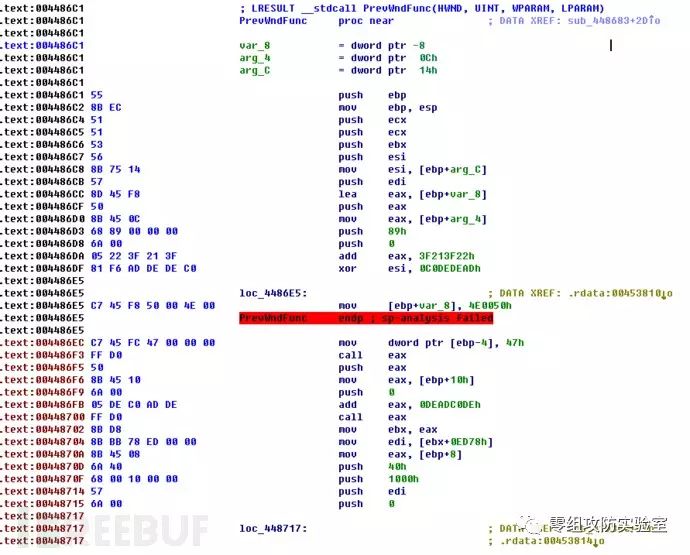 .text:004486C1 ; LRESULT __stdcall PrevWndFunc(HWND, UINT, WPARAM, LPARAM)
.text:004486C1 PrevWndFunc proc near ; DATA XREF: sub_448683+2D↑o
.text:004486C1
.text:004486C1 var_8 = dword ptr -8
.text:004486C1 arg_4 = dword ptr 0Ch
.text:004486C1 arg_C = dword ptr 14h
.text:004486C1
.text:004486C1 55 push ebp
.text:004486C2 8B EC mov ebp, esp
.text:004486C4 51 push ecx
.text:004486C5 51 push ecx
.text:004486C6 53 push ebx
.text:004486C7 56 push esi
.text:004486C8 8B 75 14 mov esi, [ebp+arg_C]
.text:004486CB 57 push edi
.text:004486CC 8D 45 F8 lea eax, [ebp+var_8]
.text:004486CF 50 push eax
.text:004486D0 8B 45 0C mov eax, [ebp+arg_4]
.text:004486D3 68 89 00 00 00 push 89h
.text:004486D8 6A 00 push 0
.text:004486DA 05 22 3F 21 3F add eax, 3F213F22h
.text:004486DF 81 F6 AD DE DE C0 xor esi, 0C0DEDEADh
.text:004486E5
.text:004486E5 loc_4486E5: ; DATA XREF: .rdata:00453810↓o
.text:004486E5 C7 45 F8 50 00 4E 00 mov [ebp+var_8], 4E0050h
.text:004486E5 PrevWndFunc endp ; sp-analysis failed
.text:004486E5
.text:004486EC C7 45 FC 47 00 00 00 mov dword ptr [ebp-4], 47h
.text:004486F3 FF D0 call eax
.text:004486F5 50 push eax
.text:004486F6 8B 45 10 mov eax, [ebp+10h]
.text:004486F9 6A 00 push 0
.text:004486FB 05 DE C0 AD DE add eax, 0DEADC0DEh
.text:00448700 FF D0 call eax
.text:00448702 8B D8 mov ebx, eax
.text:00448704 8B BB 78 ED 00 00 mov edi, [ebx+0ED78h]
.text:0044870A 8B 45 08 mov eax, [ebp+8]
.text:0044870D 6A 40 push 40h
.text:0044870F 68 00 10 00 00 push 1000h
.text:00448714 57 push edi
.text:00448715 6A 00 push 0
.text:00448717
.text:00448717 loc_448717:
.text:00448717 ; .rdata:00453814↓o
REEBUF
零组攻防实验室